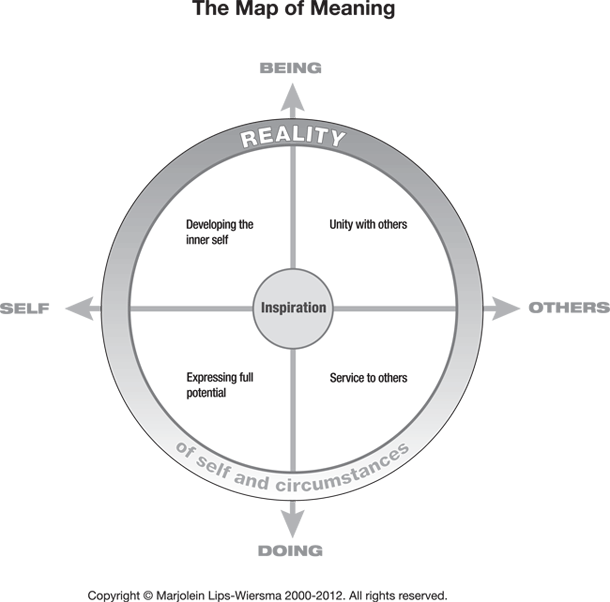 The Map of Meaning
BEING
REALITY
Developing the
inner self
Unity with others
SELF
Inspiration
OTHERS
Expressing full
potential
Service to others
of self and circumstances
DOING
Copyright © Marjolein Lips-Wiersma 2000-2012. All rights reserved.